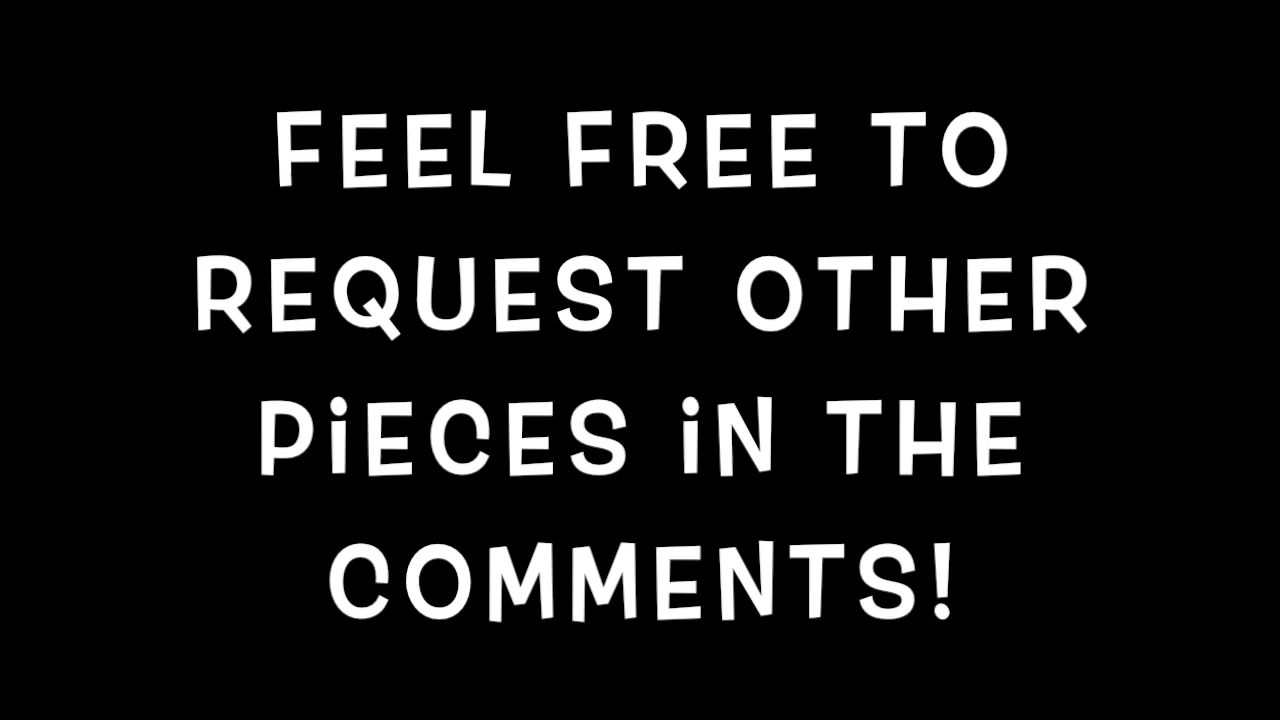 FEEL FREE TO
REQUEST OTHER
PiECES iN THE
COMMENTS!